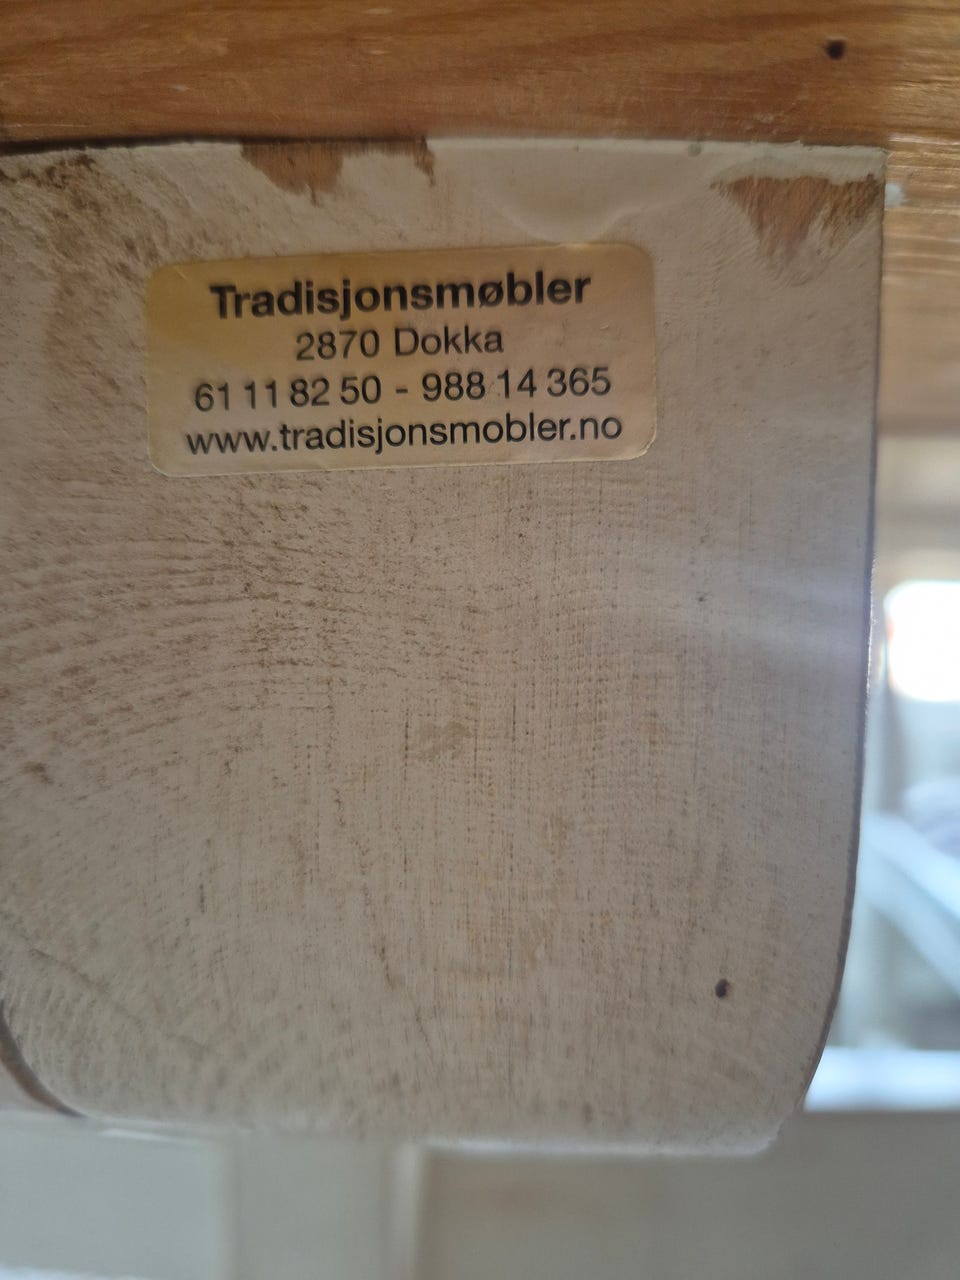 Tradisjonsmøbler
2870 Dokka
61 11 82 50 - 988 14 365
www.tradisjonsmobler.no